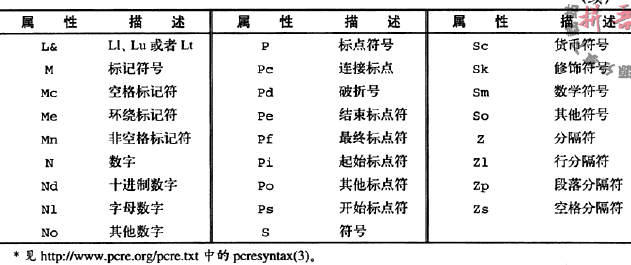 属 性 描 述 属 性 描 述 属 性 描 述
L& Ll、Lu 或者 Lt P 标点符号 Sc 货币符号
M 标记符号 Pc 连接标点 Sk 修饰符号
Mc 空格标记符 Pd 破折号 Sm 数学符号
Me 环绕标记符 Pe 结束标点符 So 其他符号
Mn 非空格标记符 Pf 最终标点符 Z 分隔符
N 数字 Pi 起始标点符 Zl 行分隔符
Nd 十进制数字 Po 其他标点符 Zp 段落分隔符
Nl 字母数字 Ps 开始标点符 Zs 空格分隔符
No 其他数字 S 符号
* 见 http://www.pcre.org/pcre.txt 中的 pcresyntax(3)。